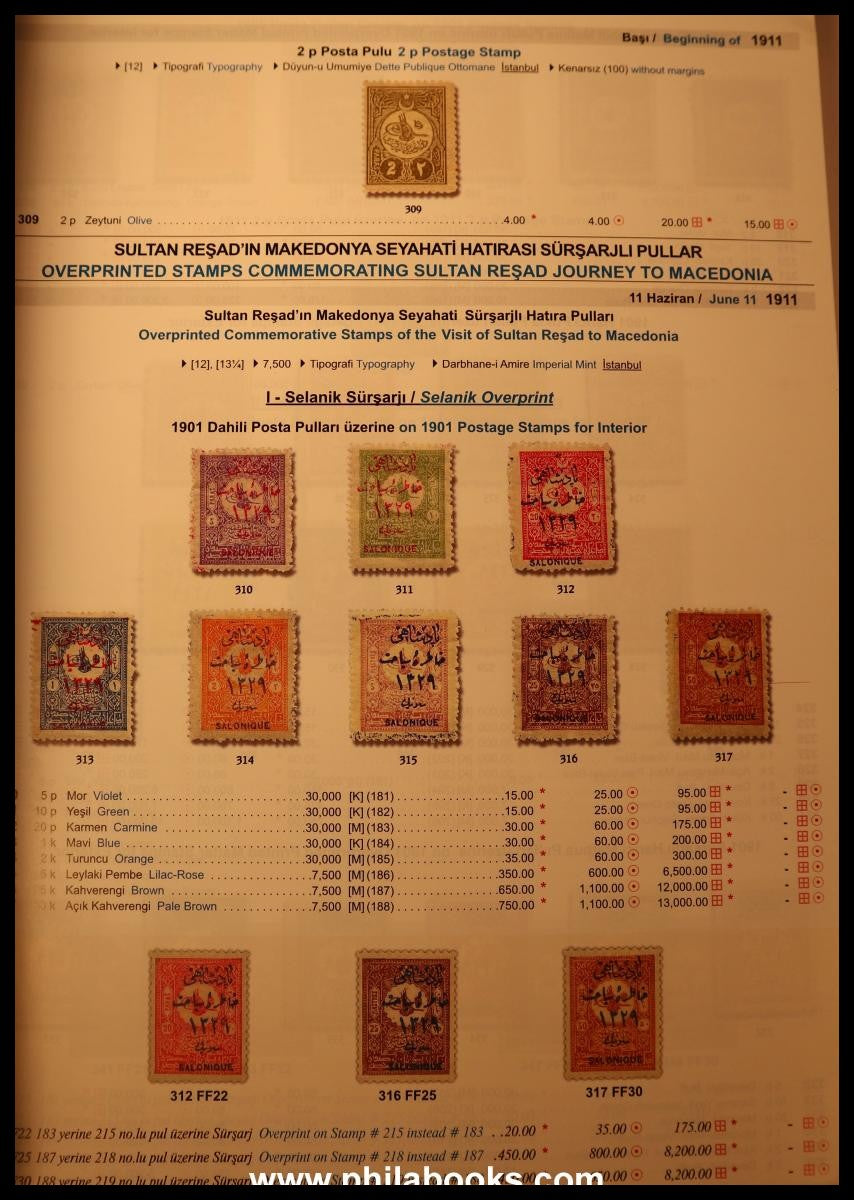 Başı / Beginning of 1911
2 p Posta Pulu 2 p Postage Stamp
[12] Tipografi Typography Düyun-u Umumiye Dette Publique Ottomane İstanbul Kenarsız (100) without margins
309
309 2 p Zeytuni Olive 4.00 * 4.00 20.00 * 15.00
SULTAN REŞAD'IN MAKEDONYA SEYAHATİ HATIRASI SÜRŞARJLI PULLAR
OVERPRINTED STAMPS COMMEMORATING SULTAN REŞAD JOURNEY TO MACEDONIA
11 Haziran / June 11 1911
Sultan Reşad'ın Makedonya Seyahati Sürşarjlı Hatıra Pulları
Overprinted Commemorative Stamps of the Visit of Sultan Reşad to Macedonia
[12], [13¼] 7,500 Tipografi Typography Darbhane-i Amire Imperial Mint İstanbul
I - Selanik Sürşarjı / Selanik Overprint
1901 Dahili Posta Pulları üzerine on 1901 Postage Stamps for Interior
310 311 312
313 314 315 316 317
5 p Mor Violet 30,000 [K] (181) 15.00 * 25.00 95.00 * -
10 p Yeşil Green 30,000 [K] (182) 15.00 * 25.00 95.00 * -
20 p Karmen Carmine 30,000 [M] (183) 30.00 * 60.00 175.00 * -
1 k Mavi Blue 30,000 [K] (184) 30.00 * 60.00 200.00 * -
2 k Turuncu Orange 30,000 [M] (185) 35.00 * 60.00 300.00 * -
k Leylaki Pembe Lilac-Rose 7,500 [M] (186) 350.00 * 600.00 6,500.00 * -
k Kahverengi Brown 7,500 [M] (187) 650.00 * 1,100.00 12,000.00 * -
k Açık Kahverengi Pale Brown 7,500 [M] (188) 750.00 * 1,100.00 13,000.00 * -
312 FF22 316 FF25 317 FF30
F22 183 yerine 215 no.lu pul üzerine Sürşarj Overprint on Stamp # 215 instead # 183 20.00 * 35.00 175.00 * -
25 187 yerine 218 no.lu pul üzerine Sürşarj Overprint on Stamp # 218 instead # 187 450.00 * 800.00 8,200.00 * -
30 188 yerine 219 no.lu pul üzerine Sürşarj 8,200.00 * -
www.philabooks.com